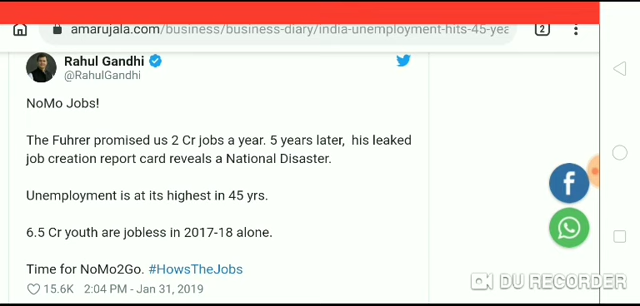 amarujala.com/business/business-diary/india-unemployment-hits-45-yea
2
Rahul Gandhi
@RahulGandhi
NoMo Jobs!
The Fuhrer promised us 2 Cr jobs a year. 5 years later, his leaked
job creation report card reveals a National Disaster.
Unemployment is at its highest in 45 yrs.
6.5 Cr youth are jobless in 2017-18 alone.
Time for NoMo2Go. #HowsTheJobs
15.6K 2:04 PM - Jan 31, 2019
DU RECORDER